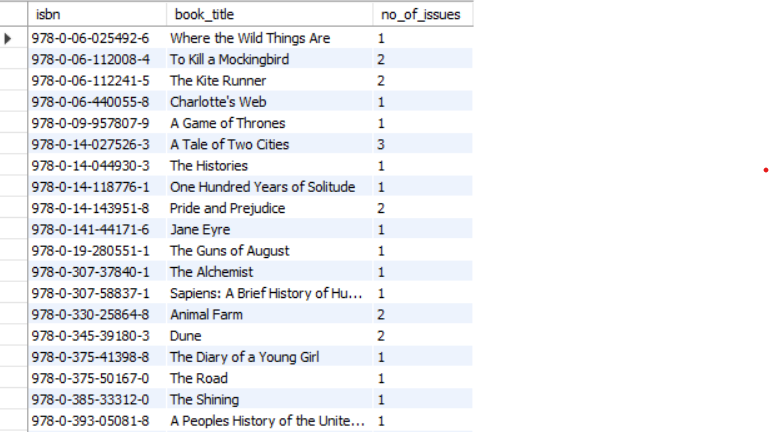 isbn book_title no_of_issues
978-0-06-025492-6 Where the Wild Things Are 1
978-0-06-112008-4 To Kill a Mockingbird 2
978-0-06-112241-5 The Kite Runner 2
978-0-06-440055-8 Charlotte's Web 1
978-0-09-957807-9 A Game of Thrones 1
978-0-14-027526-3 A Tale of Two Cities 3
978-0-14-044930-3 The Histories 1
978-0-14-118776-1 One Hundred Years of Solitude 1
978-0-14-143951-8 Pride and Prejudice 2
978-0-141-44171-6 Jane Eyre 1
978-0-19-280551-1 The Guns of August 1
978-0-307-37840-1 The Alchemist 1
978-0-307-58837-1 Sapiens: A Brief History of Hu... 1
978-0-330-25864-8 Animal Farm 2
978-0-345-39180-3 Dune 2
978-0-375-41398-8 The Diary of a Young Girl 1
978-0-375-50167-0 The Road 1
978-0-385-33312-0 The Shining 1
978-0-393-05081-8 A Peoples History of the Unite... 1